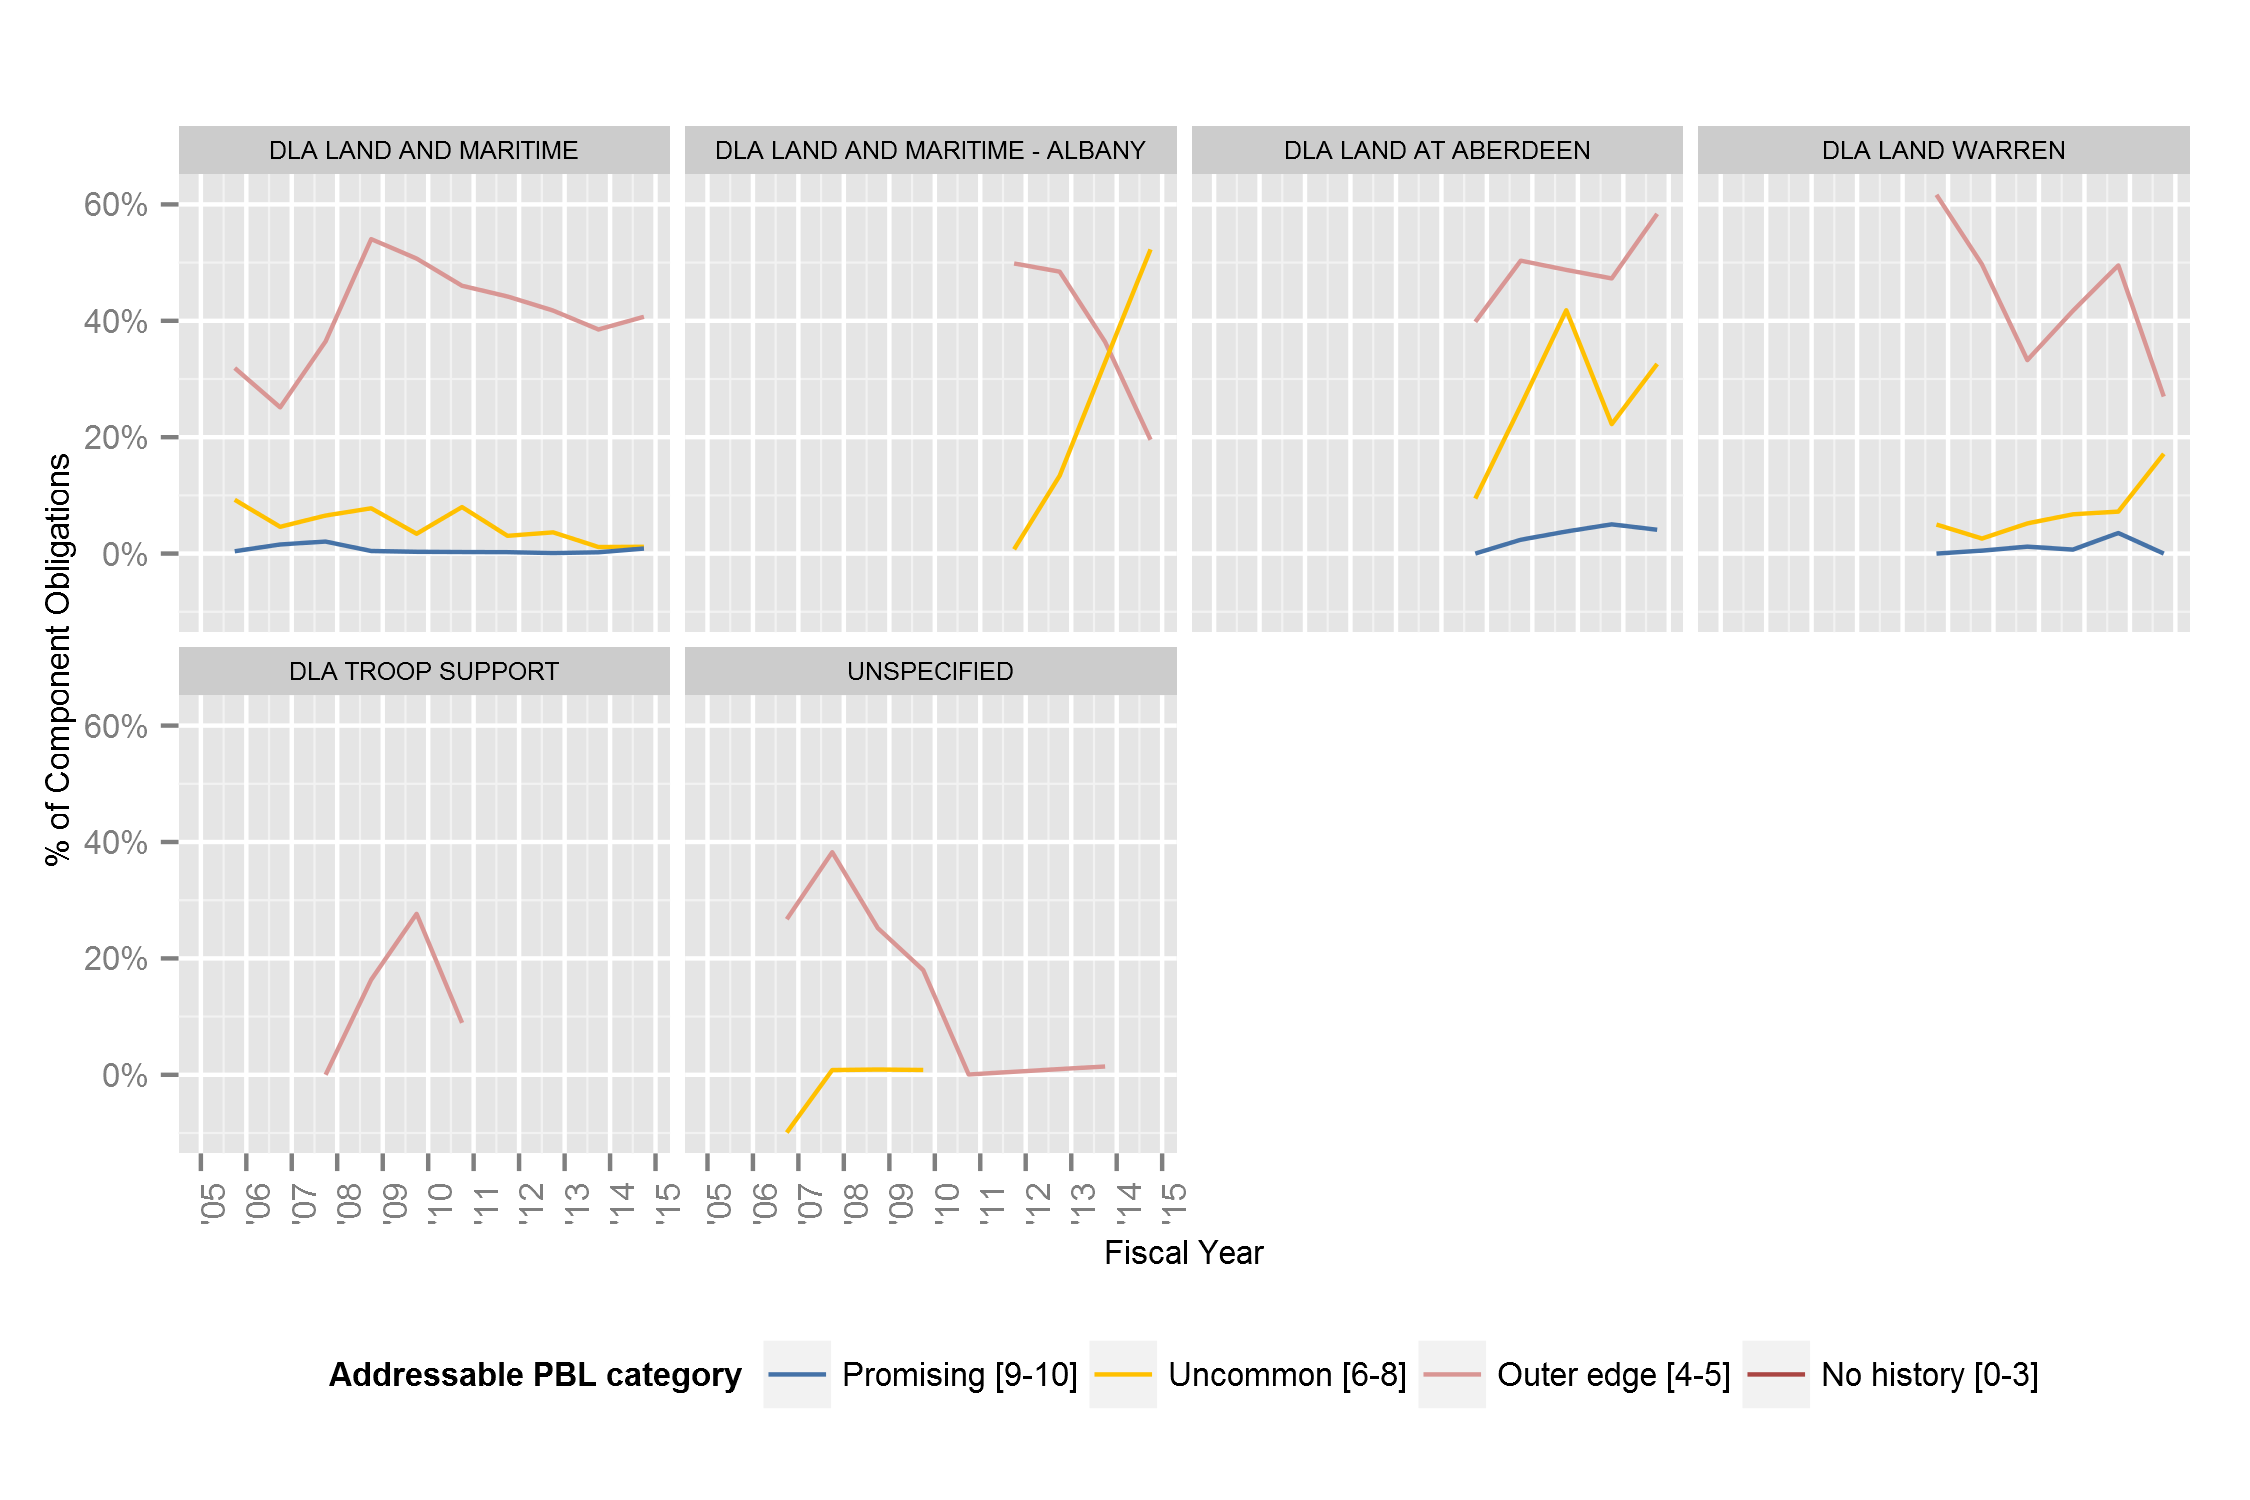 DLA LAND AND MARITIME
DLA LAND AND MARITIME - ALBANY
DLA LAND AT ABERDEEN
DLA LAND WARREN
60%
40%
20%
0%
% of Component Obligations
DLA TROOP SUPPORT
UNSPECIFIED
60%
40%
20%
0%
'05 '06 '07 '08 '09 '10 '11 '12 '13 '14 '15
'05 '06 '07 '08 '09 '10 '11 '12 '13 '14 '15
Fiscal Year
Addressable PBL category Promising [9-10] Uncommon [6-8] Outer edge [4-5] No history [0-3]